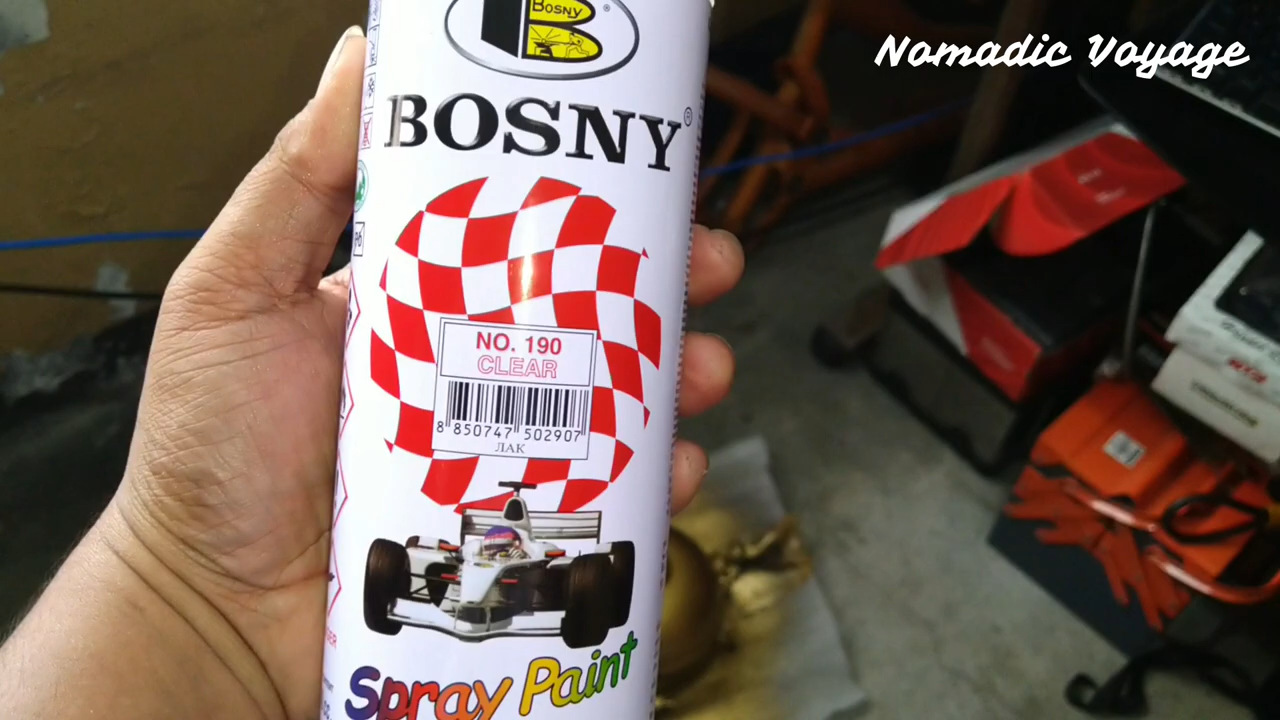 Nomadic Voyage
BOSNY
BOSNY
NO. 190
CLEAR
8 850747 502907
ЛАК
Spray Paint